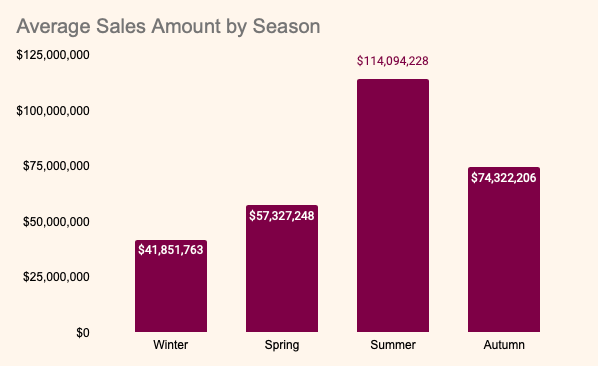 Average Sales Amount by Season
$125,000,000
$100,000,000
$75,000,000
$50,000,000
$25,000,000
$0
$41,851,763
$57,327,248
$114,094,228
$74,322,206
Winter
Spring
Summer
Autumn